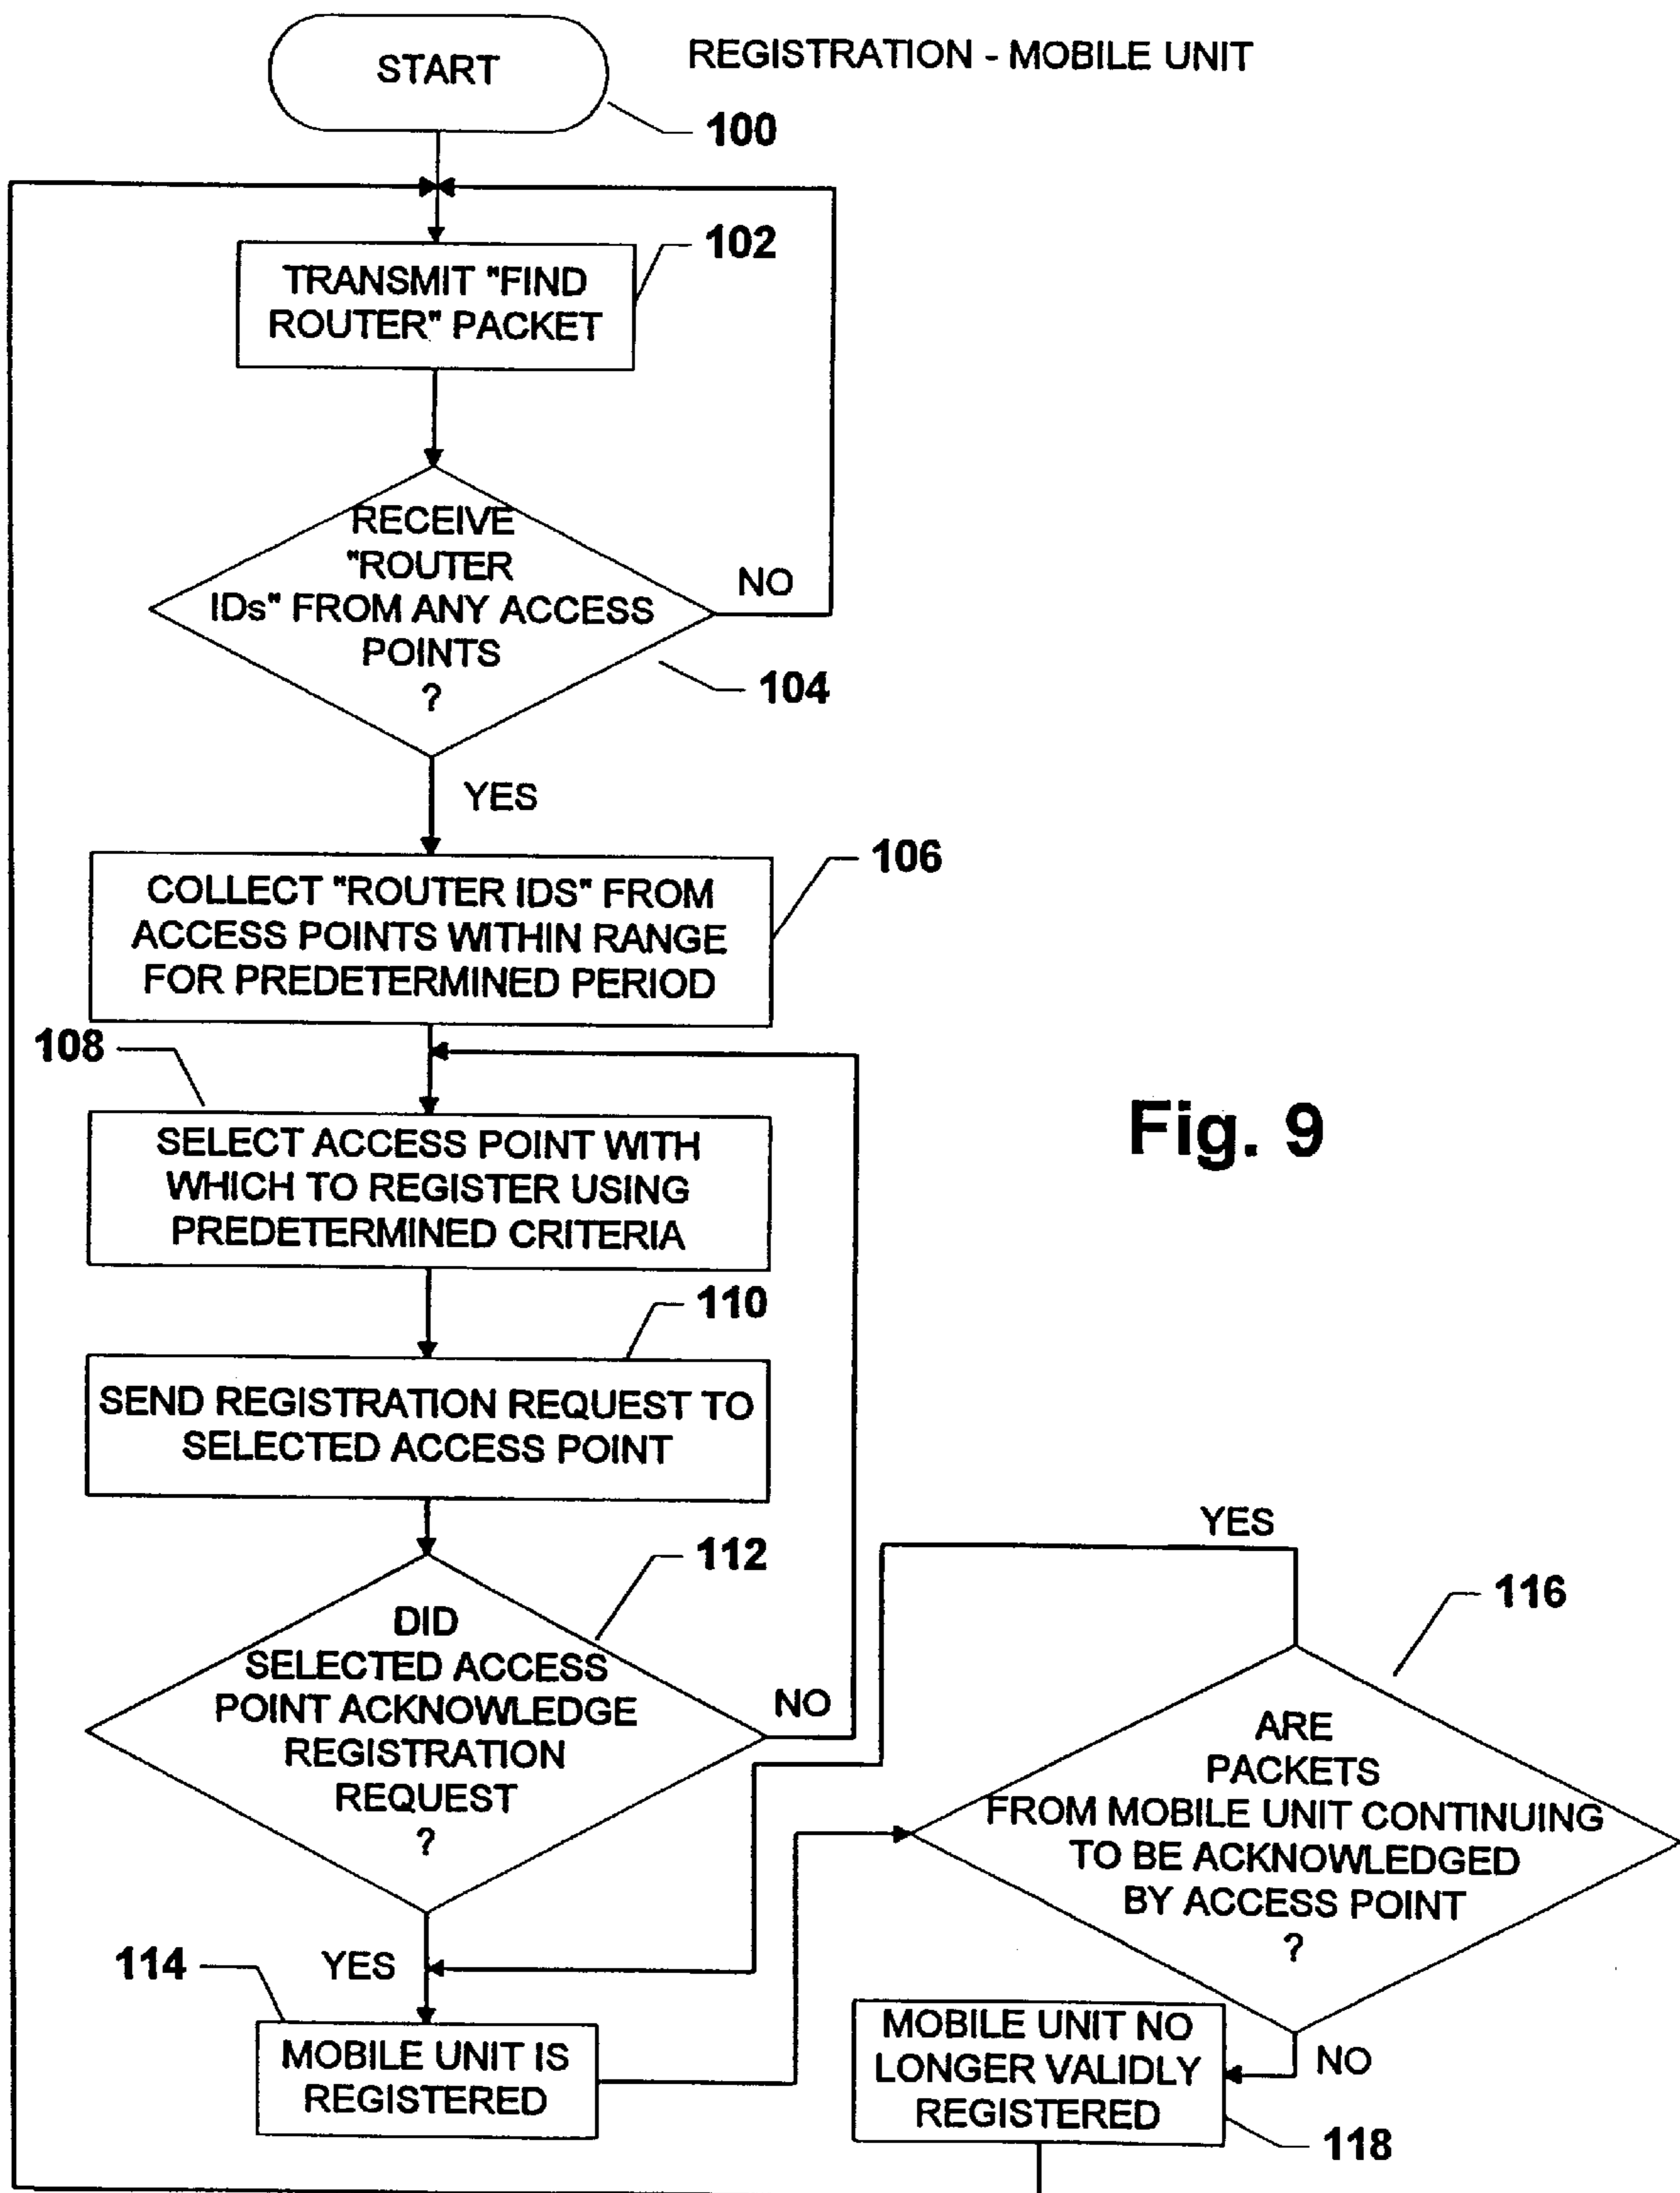 START
REGISTRATION - MOBILE UNIT
100
102
TRANSMIT "FIND
ROUTER" PACKET
RECEIVE
"ROUTER
IDs" FROM ANY ACCESS
POINTS
?
NO
104
YES
106
COLLECT "ROUTER IDS" FROM
ACCESS POINTS WITHIN RANGE
FOR PREDETERMINED PERIOD
108
SELECT ACCESS POINT WITH
WHICH TO REGISTER USING
PREDETERMINED CRITERIA
Fig. 9
110
SEND REGISTRATION REQUEST TO
SELECTED ACCESS POINT
112
DID
SELECTED ACCESS
POINT ACKNOWLEDGE
REGISTRATION
REQUEST
?
NO
YES
YES
116
ARE
PACKETS
FROM MOBILE UNIT CONTINUING
TO BE ACKNOWLEDGED
BY ACCESS POINT
?
114
MOBILE UNIT IS
REGISTERED
NO
MOBILE UNIT NO
LONGER VALIDLY
REGISTERED
118